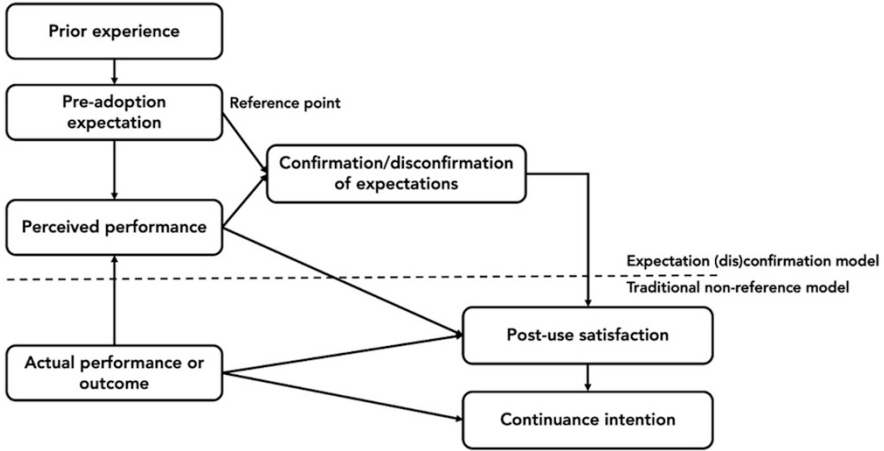 Prior experience
Pre-adoption
expectation
Reference point
Confirmation/disconfirmation
of expectations
Perceived performance
Expectation (dis)confirmation model
Traditional non-reference model
Post-use satisfaction
Actual performance or
outcome
Continuance intention